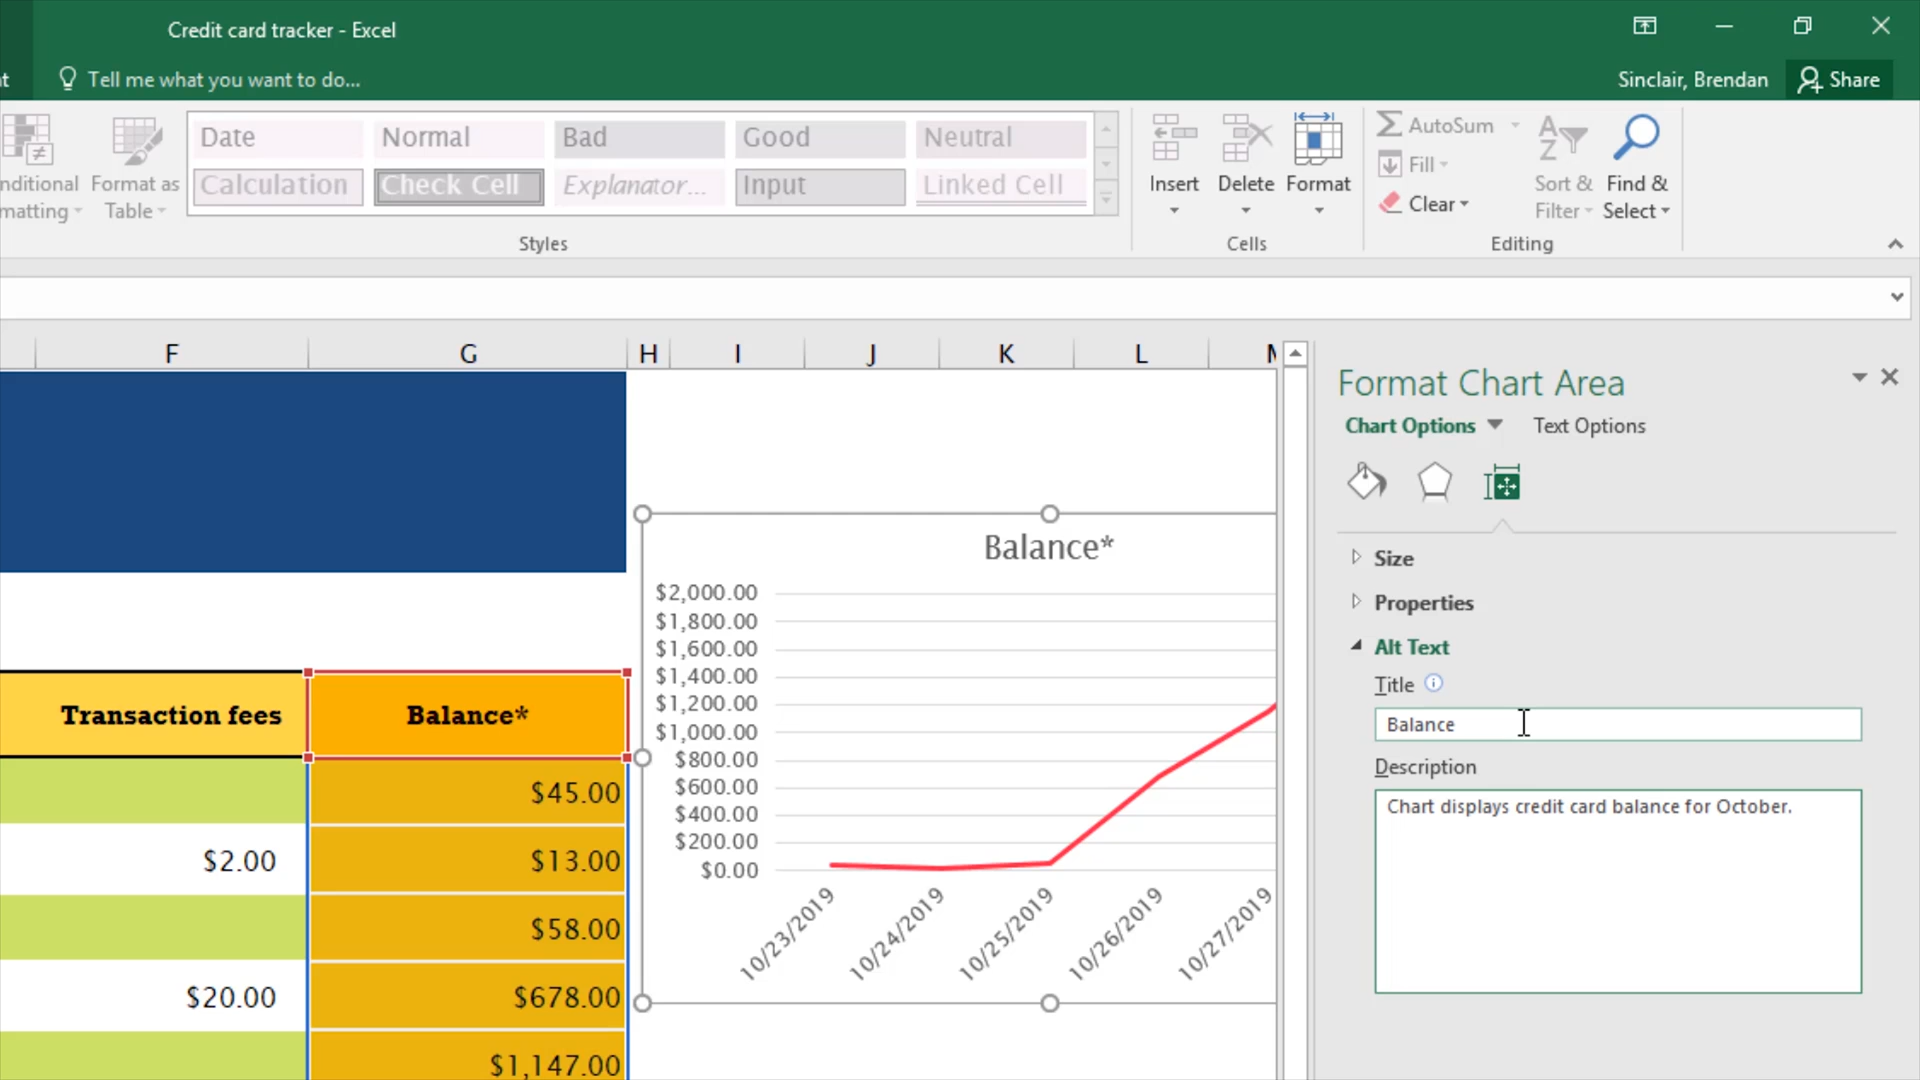 Credit card tracker - Excel
Tell me what you want to do...
Sinclair, Brendan
Share
Date Normal Bad Good Neutral
Calculation Check Cell Explanator... Input Linked Cell
nditional
matting
Format as
Table
Styles
Insert
Delete
Format
Cells
AutoSum
Fill
Clear
Sort &
Filter
Find &
Select
Editing
F G H I J K L
Transaction fees Balance*
$45.00
$2.00 $13.00
$58.00
$20.00 $678.00
$1,147.00
Balance*
$2,000.00
$1,800.00
$1,600.00
$1,400.00
$1,200.00
$1,000.00
$800.00
$600.00
$400.00
$200.00
$0.00
10/23/2019 10/24/2019 10/25/2019 10/26/2019 10/27/2019
Format Chart Area
Chart Options Text Options
Size
Properties
Alt Text
Title
Balance
Description
Chart displays credit card balance for October.